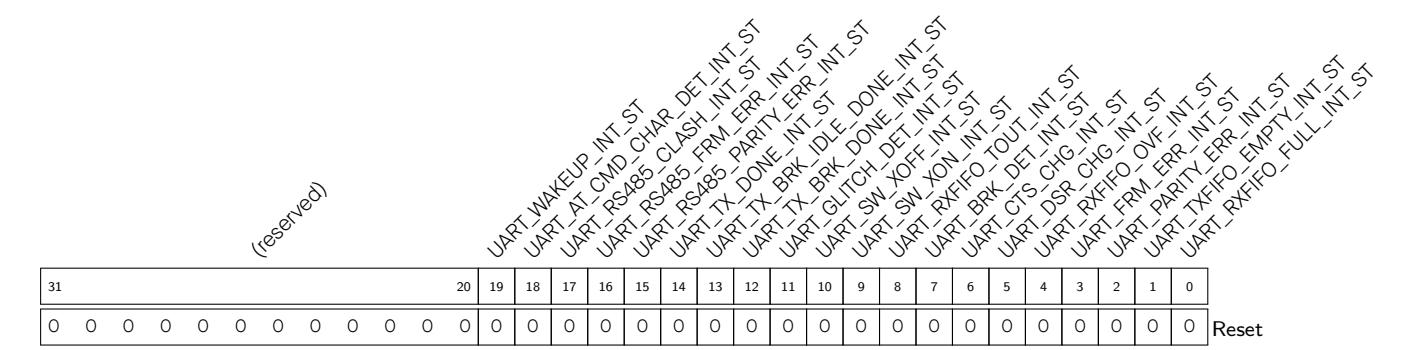 (reserved)
UART_WAKEUP_INT_ST
UART_AT_CMD_CHAR_DET_INT_ST
UART_RS485_CLASH_INT_ST
UART_RS485_FRM_ERR_INT_ST
UART_RS485_PARITY_ERR_INT_ST
UART_TX_DONE_INT_ST
UART_TX_BRK_IDLE_DONE_INT_ST
UART_TX_BRK_DONE_INT_ST
UART_GLITCH_DET_INT_ST
UART_SW_XOFF_INT_ST
UART_SW_XON_INT_ST
UART_RXFIFO_TOUT_INT_ST
UART_BRK_DET_INT_ST
UART_CTS_CHG_INT_ST
UART_DSR_CHG_INT_ST
UART_RXFIFO_OVF_INT_ST
UART_FRM_ERR_INT_ST
UART_PARITY_ERR_INT_ST
UART_TXFIFO_EMPTY_INT_ST
UART_RXFIFO_FULL_INT_ST
31 20 19 18 17 16 15 14 13 12 11 10 9 8 7 6 5 4 3 2 1 0
0 0 0 0 0 0 0 0 0 0 0 0 0 0 0 0 0 0 0 0 0 0 0 0 0 0 0 0 0 0 0 0 Reset